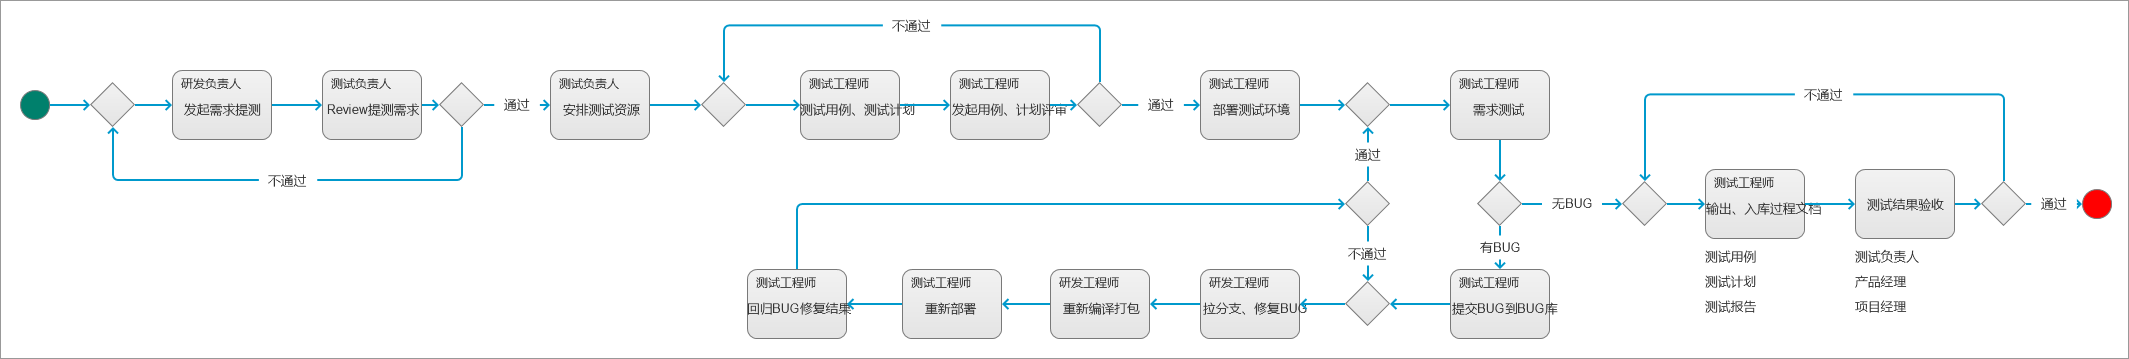 不通过
研发负责人
发起需求提测
测试负责人
Review提测需求
通过
测试负责人
安排测试资源
测试工程师
测试用例、测试计划
测试工程师
发起用例、计划评审
通过
测试工程师
部署测试环境
测试工程师
需求测试
不通过
不通过
通过
无BUG
测试工程师
输出、入库过程文档
测试结果验收
通过
有BUG
不通过
测试用例
测试计划
测试报告
测试负责人
产品经理
项目经理
测试工程师
回归BUG修复结果
测试工程师
重新部署
研发工程师
重新编译打包
研发工程师
拉分支、修复BUG
测试工程师
提交BUG到BUG库